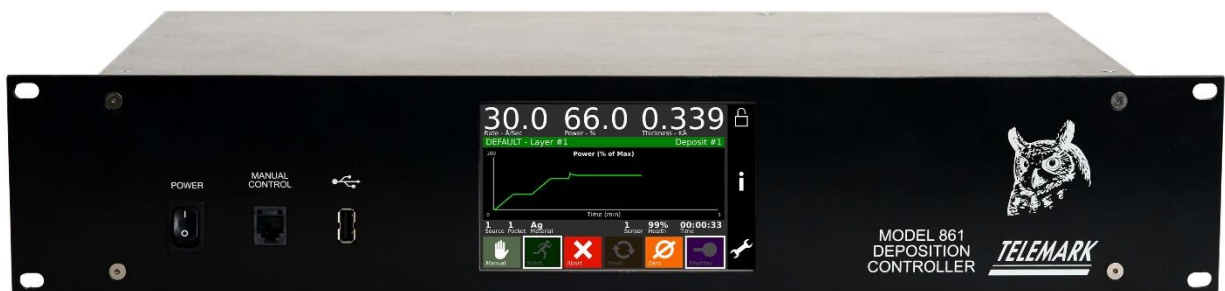 POWER
MANUAL
CONTROL
30.0 66.0 0.339
Rate - Å/Sec Power - % Thickness - KÅ
DEFAULT - Layer #1 Deposit #1
100 Power (% of Max)
0 Time (min) 1
1 1 Ag 1 99% 00:00:33
Source Pocket Material Sensor Health Time
Manual Start Abort Reset Zero Shutter
i
MODEL 861
DEPOSITION
CONTROLLER
TELEMARK